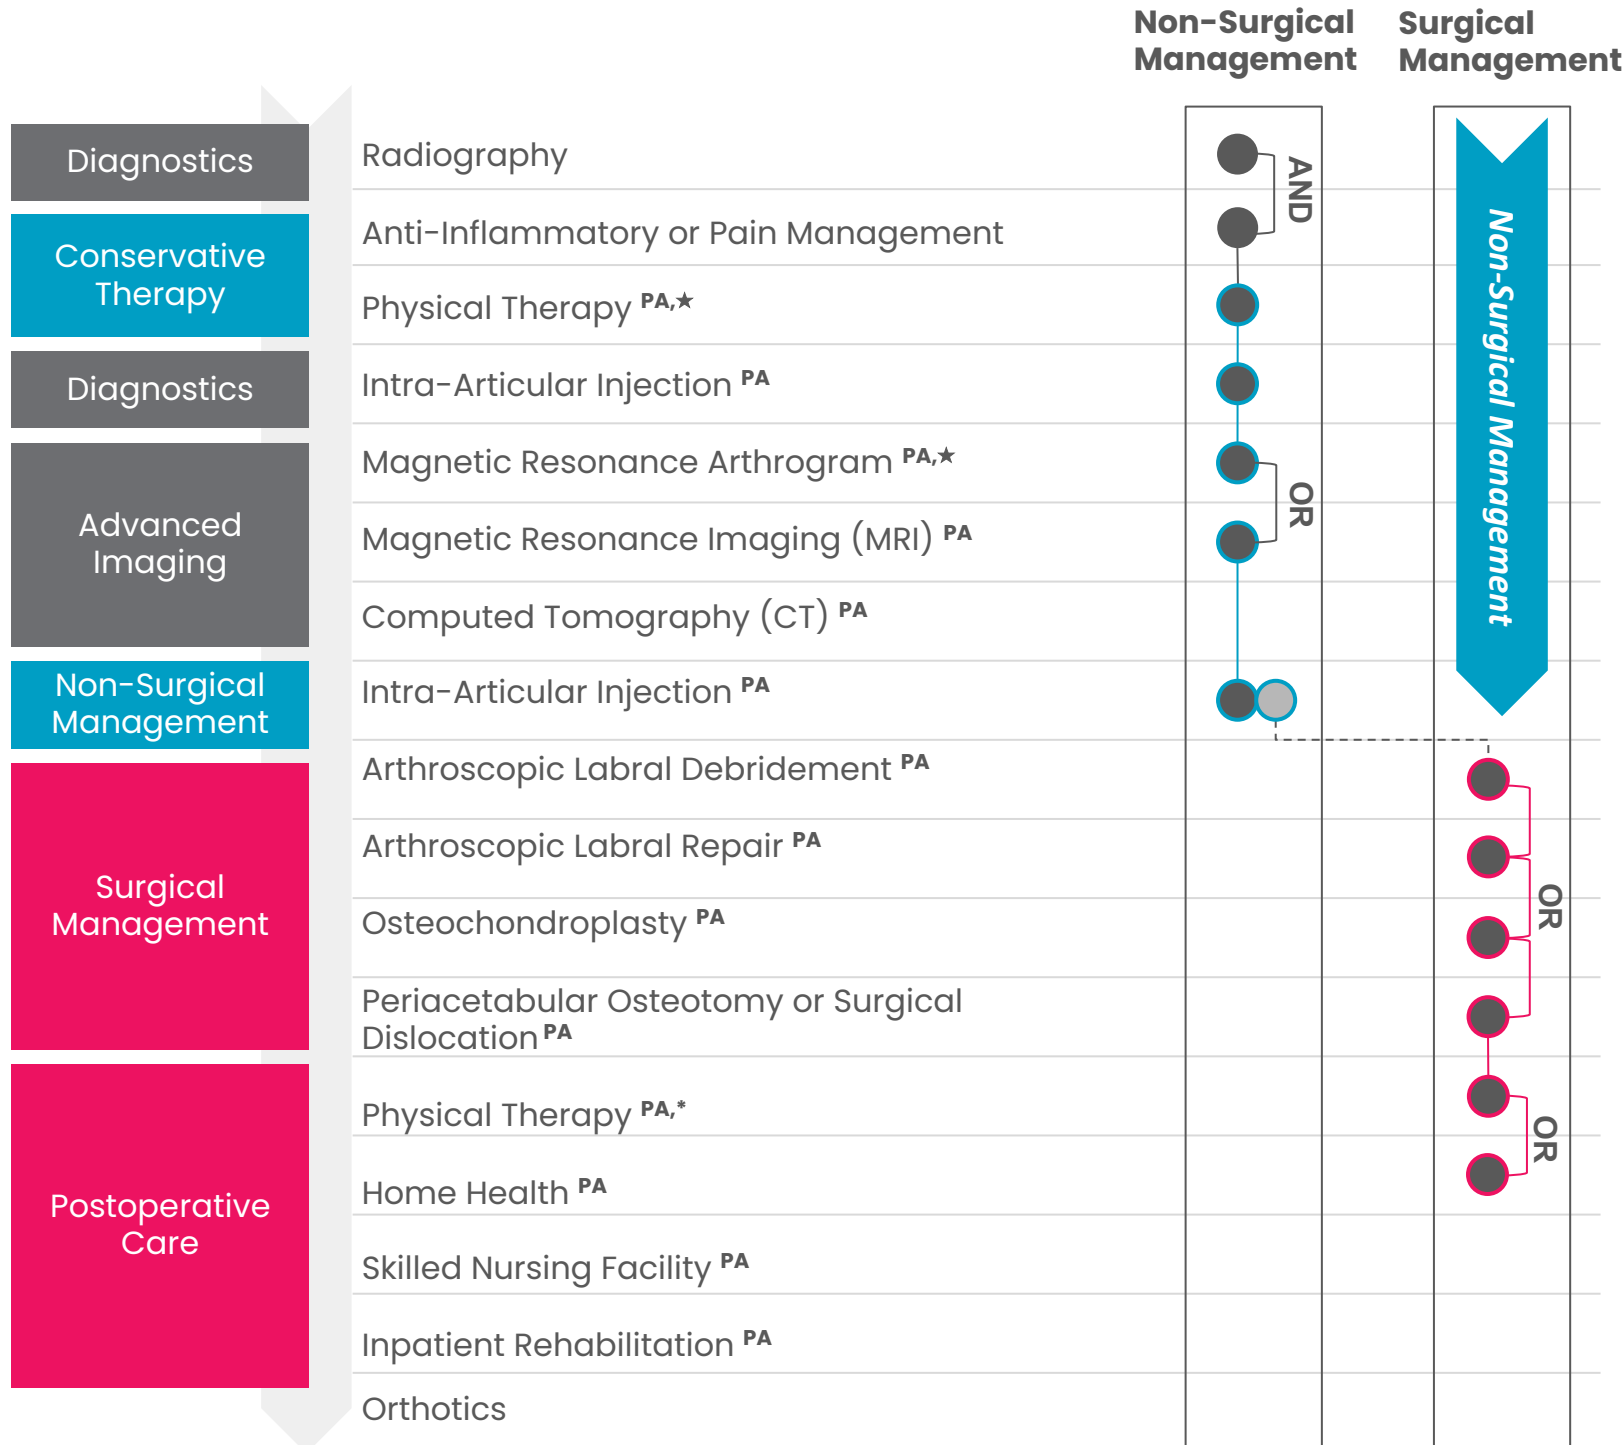 Non-Surgical
Management
Surgical
Management
Diagnostics
Radiography
AND
Conservative
Therapy
Anti-Inflammatory or Pain Management
Physical Therapy PA,★
Diagnostics
Intra-Articular Injection PA
Non-Surgical Management
Advanced
Imaging
Magnetic Resonance Arthrogram PA,★
OR
Magnetic Resonance Imaging (MRI) PA
Computed Tomography (CT) PA
Non-Surgical
Management
Intra-Articular Injection PA
Surgical
Management
Arthroscopic Labral Debridement PA
Arthroscopic Labral Repair PA
OR
Osteochondroplasty PA
Periacetabular Osteotomy or Surgical
Dislocation PA
Postoperative
Care
Physical Therapy PA,*
OR
Home Health PA
Skilled Nursing Facility PA
Inpatient Rehabilitation PA
Orthotics